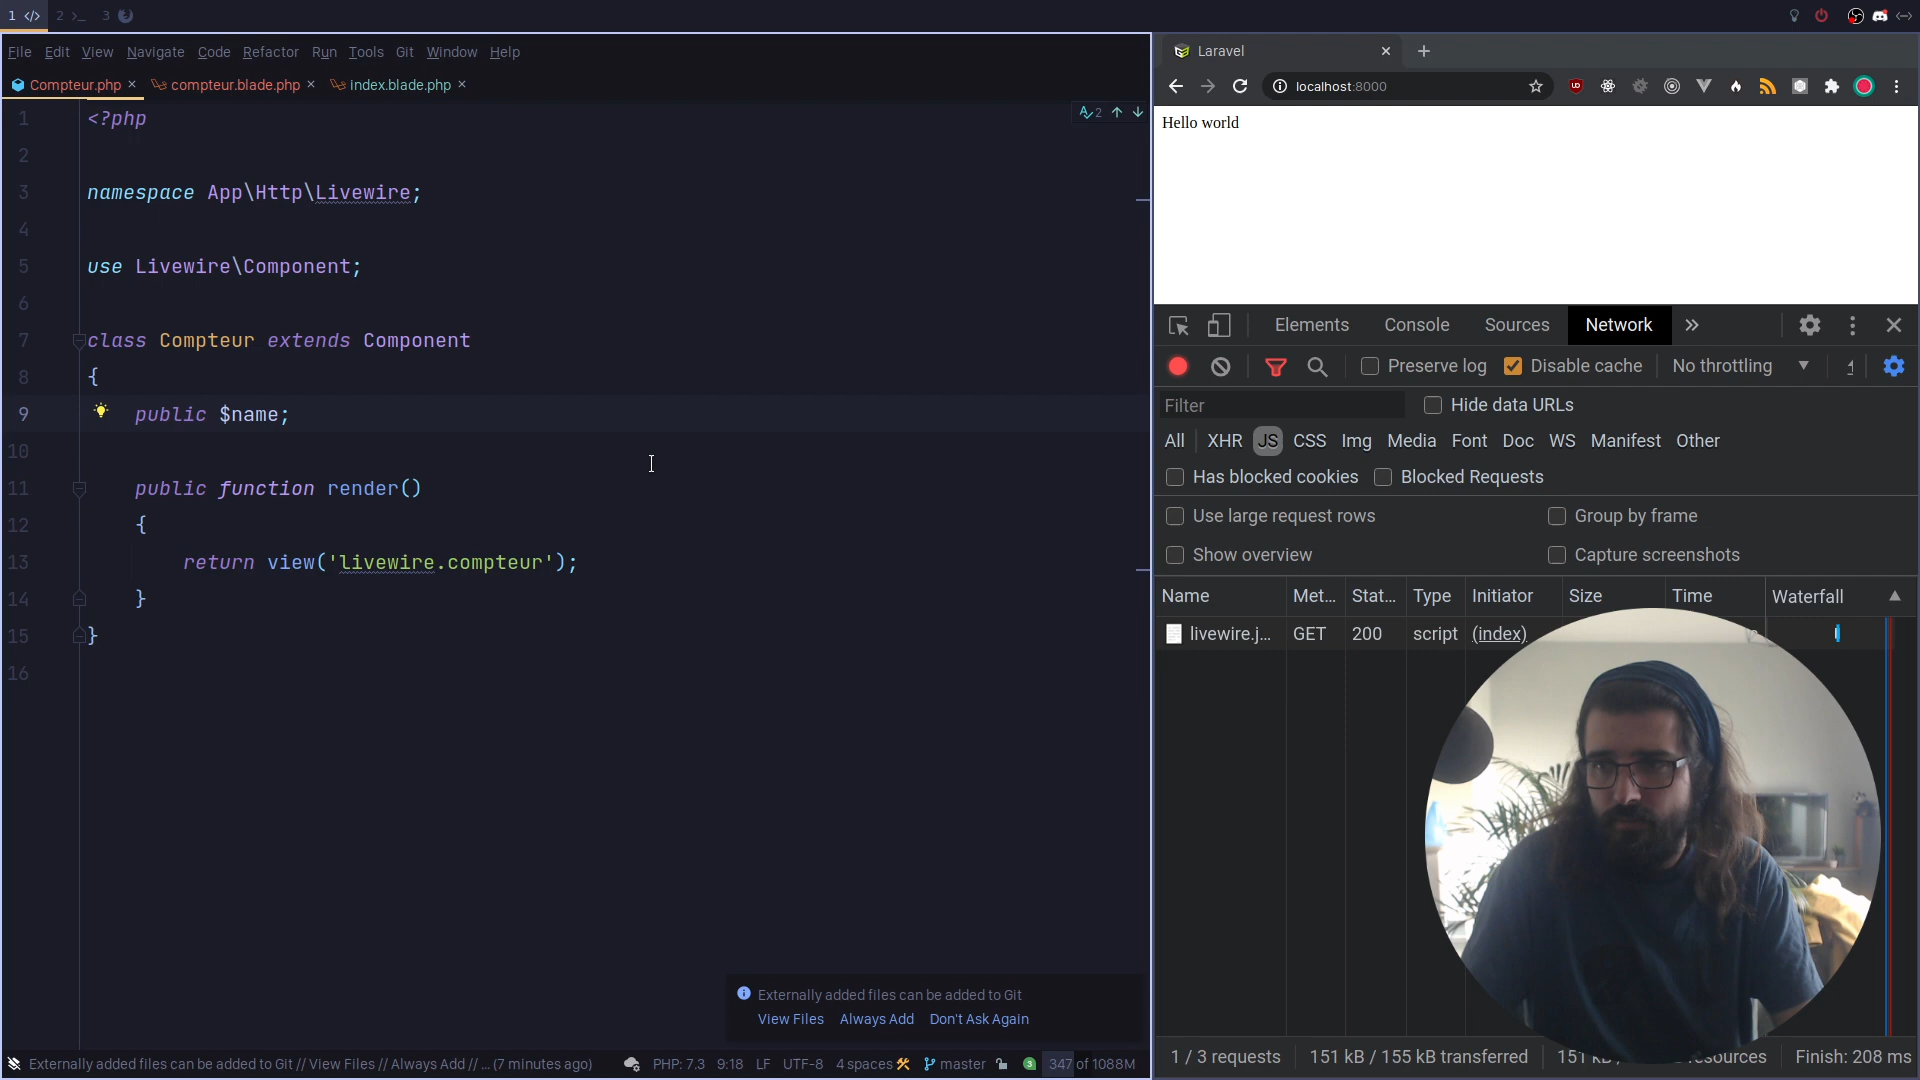 1 </> 2 >_ 3
File Edit View Navigate Code Refactor Run Tools Git Window Help
Compteur.php × compteur.blade.php × index.blade.php ×
1 <?php
2
3 namespace App\Http\Livewire;
4
5 use Livewire\Component;
6
7 class Compteur extends Component
8 {
9 public $name;
10
11 public function render()
12 {
13 return view('livewire.compteur');
14 }
15 }
16
2
Externally added files can be added to Git
View Files Always Add Don't Ask Again
Externally added files can be added to Git // View Files // Always Add // ... (7 minutes ago) PHP: 7.3 9:18 LF UTF-8 4 spaces master 347 of 1088M
Laravel
localhost:8000
Hello world
Elements Console Sources Network
Preserve log Disable cache No throttling
Filter Hide data URLs
All XHR JS CSS Img Media Font Doc WS Manifest Other
Has blocked cookies Blocked Requests
Use large request rows Group by frame
Show overview Capture screenshots
Name Met... Stat... Type Initiator Size Time Waterfall
livewire.j... GET 200 script (index)
1 / 3 requests 151 kB / 155 kB transferred Finish: 208 ms